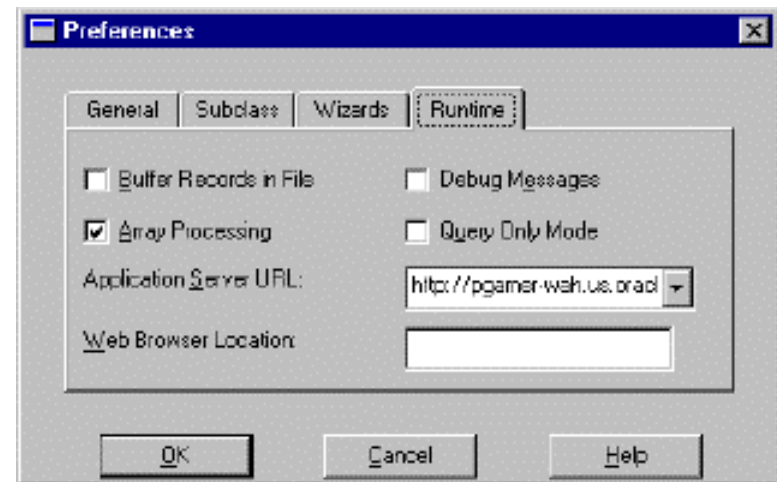 Preferences
General Subclass Wizards Runtime
Buffer Records in File Debug Messages
Array Processing Query Only Mode
Application Server URL: http://pgarner-wah.us.oracl
Web Browser Location:
OK Cancel Help